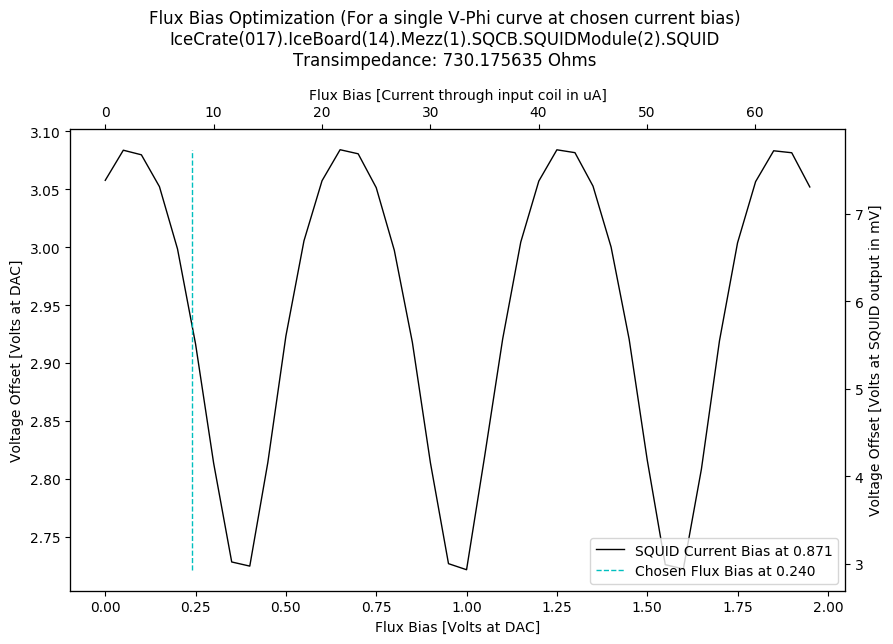 Flux Bias Optimization (For a single V-Phi curve at chosen current bias)
IceCrate(017).IceBoard(14).Mezz(1).SQCB.SQUIDModule(2).SQUID
Transimpedance: 730.175635 Ohms
Flux Bias [Current through input coil in uA]
0 10 20 30 40 50 60
Voltage Offset [Volts at DAC]
3.10
3.05
3.00
2.95
2.90
2.85
2.80
2.75
7
6
5
4
3
Voltage Offset [Volts at SQUID output in mV]
SQUID Current Bias at 0.871
Chosen Flux Bias at 0.240
0.00 0.25 0.50 0.75 1.00 1.25 1.50 1.75 2.00
Flux Bias [Volts at DAC]